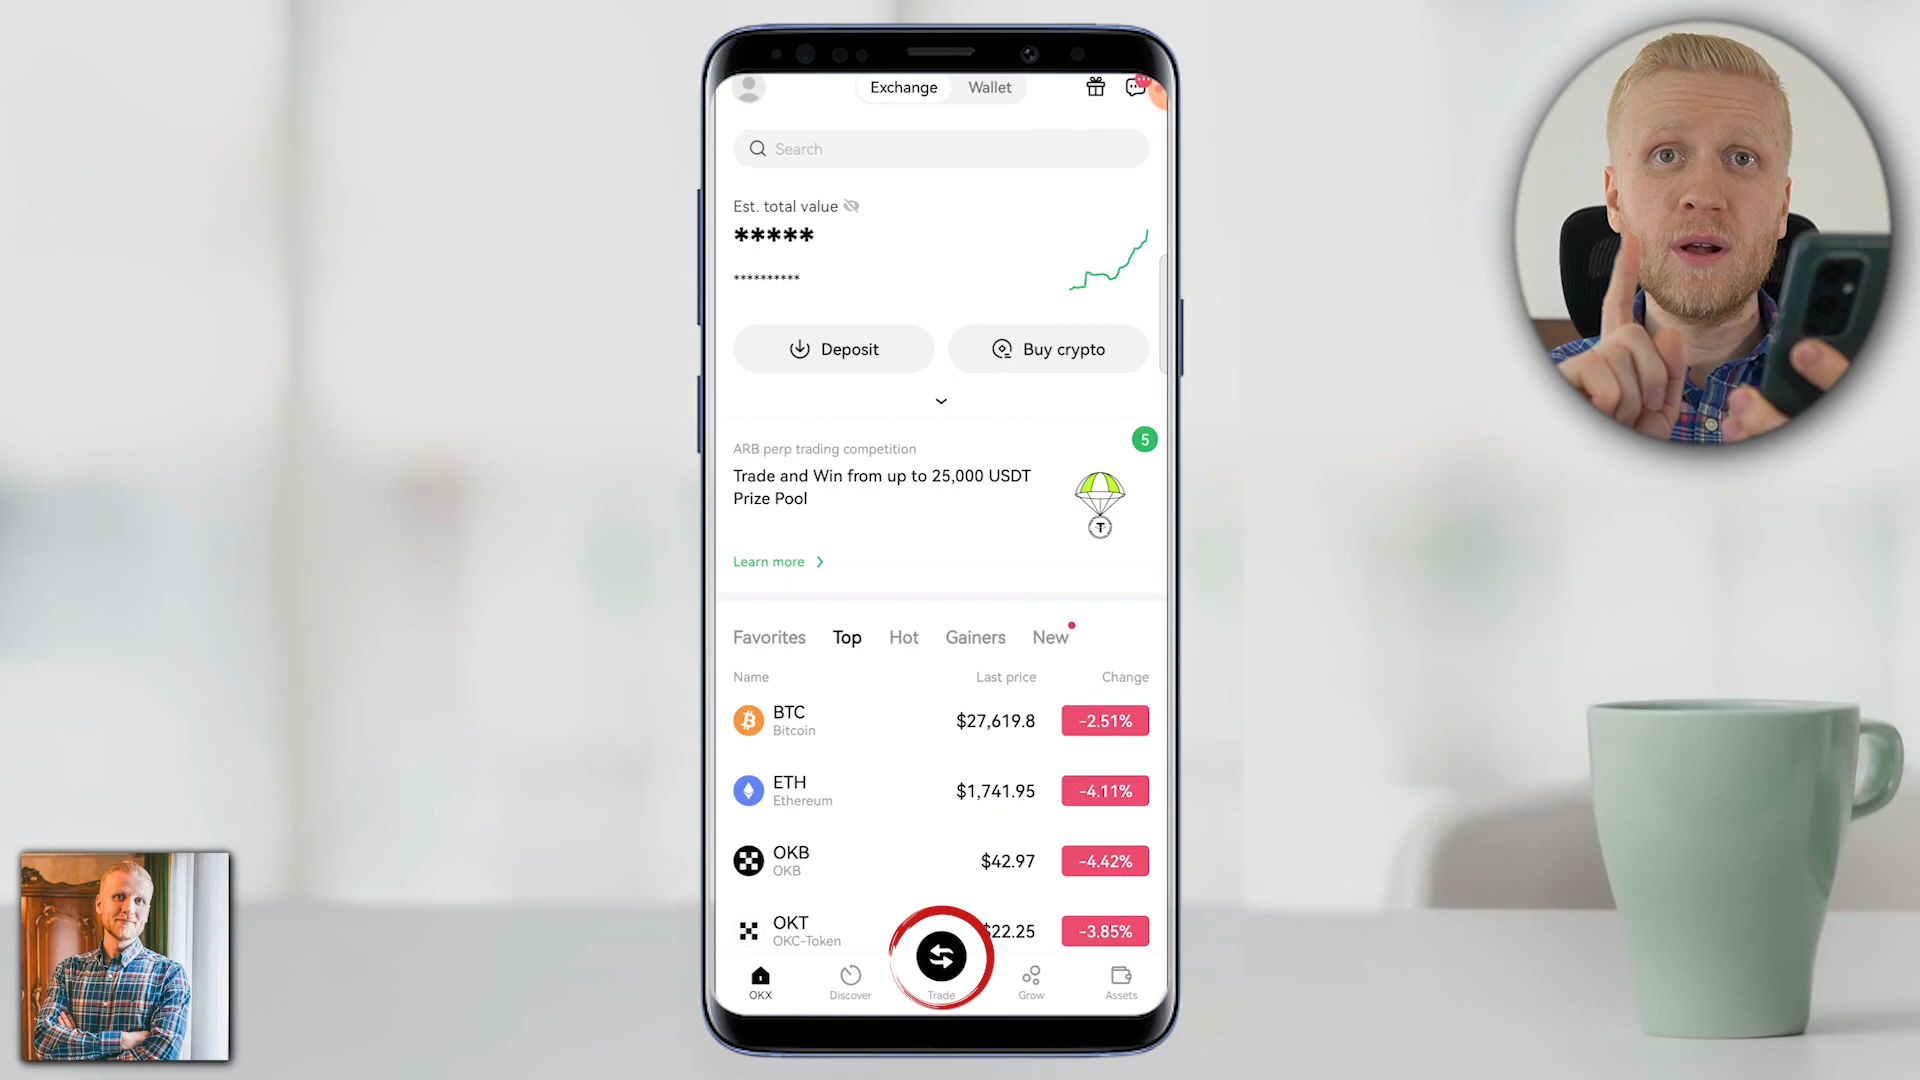 Exchange Wallet
Search
Est. total value
*****
**********
Deposit Buy crypto
5
ARB perp trading competition
Trade and Win from up to 25,000 USDT
Prize Pool
Learn more
Favorites Top Hot Gainers New
Name Last price Change
BTC $27,619.8 -2.51%
Bitcoin
ETH $1,741.95 -4.11%
Ethereum
OKB $42.97 -4.42%
OKB
OKT $22.25 -3.85%
OKC-Token
OKX Discover Trade Grow Assets